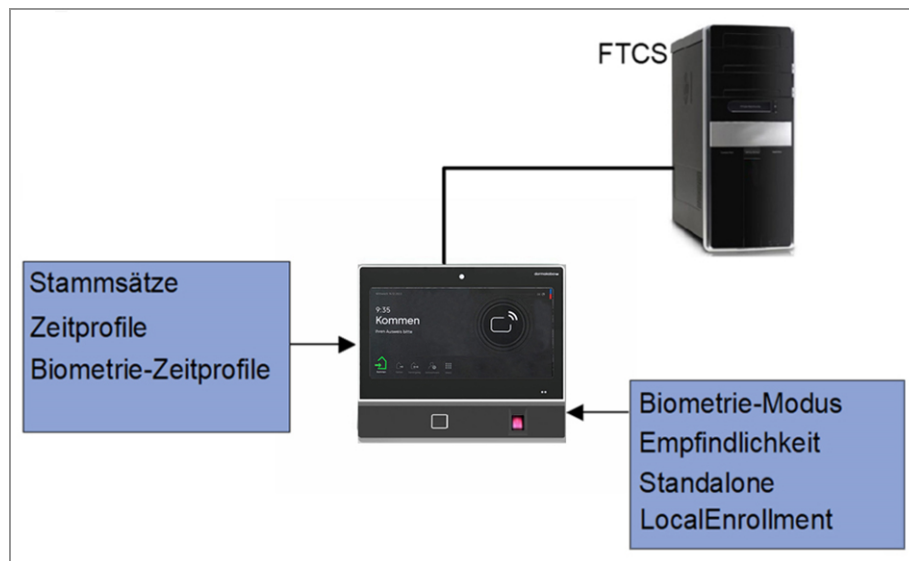 FTCS
Stammsätze
Zeitprofile
Biometrie-Zeitprofile
9:35
Kommen
Biometrie-Modus
Empfindlichkeit
Standalone
LocalEnrollment